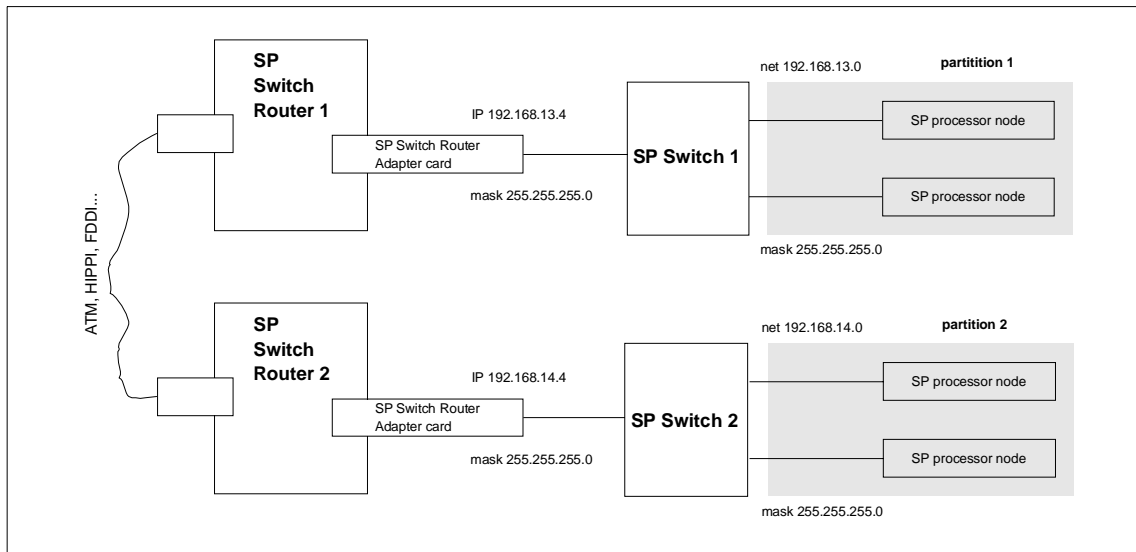 SP
Switch
Router 1
IP 192.168.13.4
SP Switch Router
Adapter card
mask 255.255.255.0
SP Switch 1
net 192.168.13.0
partitition 1
SP processor node
SP processor node
mask 255.255.255.0
ATM, HIPPI, FDDI...
SP
Switch
Router 2
IP 192.168.14.4
SP Switch Router
Adapter card
mask 255.255.255.0
SP Switch 2
net 192.168.14.0
partition 2
SP processor node
SP processor node
mask 255.255.255.0